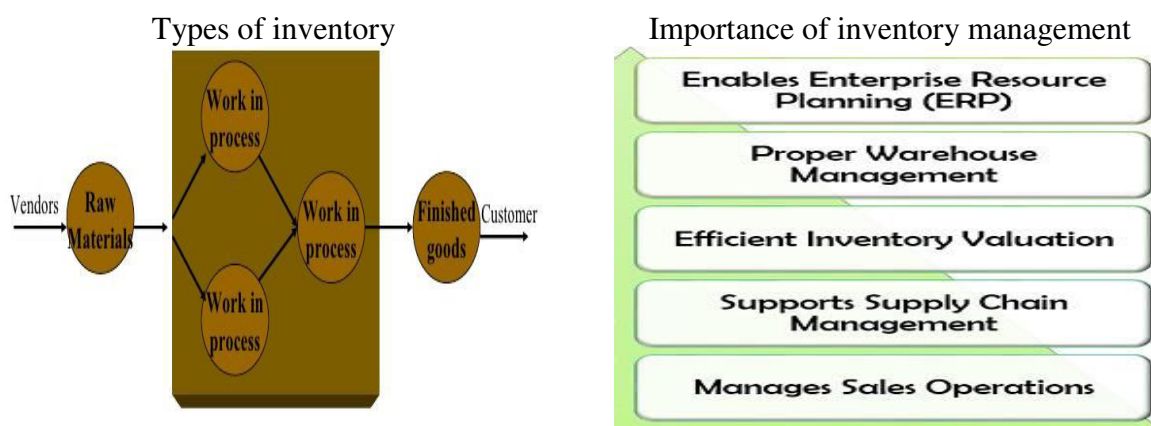 Types of inventory
Work in
process
Vendors
Raw
Materials
Work in
process
Finished
goods
Customer
Work in
process
Importance of inventory management
Enables Enterprise Resource
Planning (ERP)
Proper Warehouse
Management
Efficient Inventory Valuation
Supports Supply Chain
Management
Manages Sales Operations